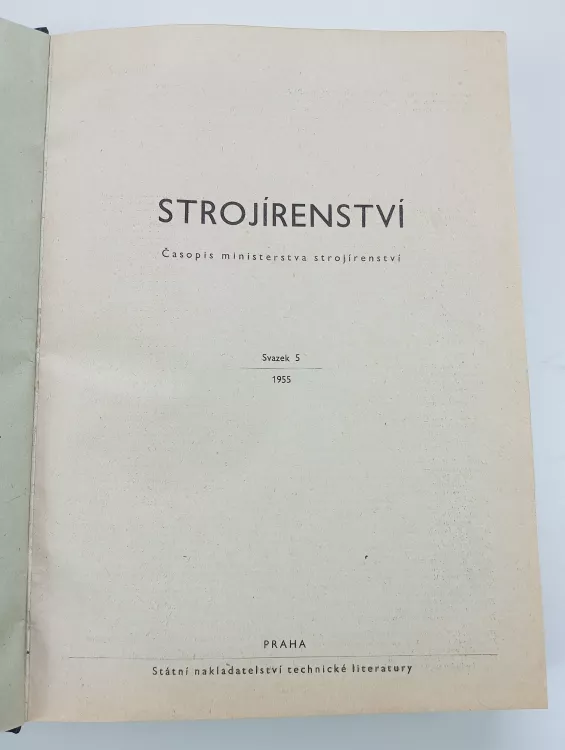 STROJÍRENSTVÍ
Časopis ministerstva strojírenství
Svazek 5
1955
PRAHA
Státní nakladatelství technické literatury